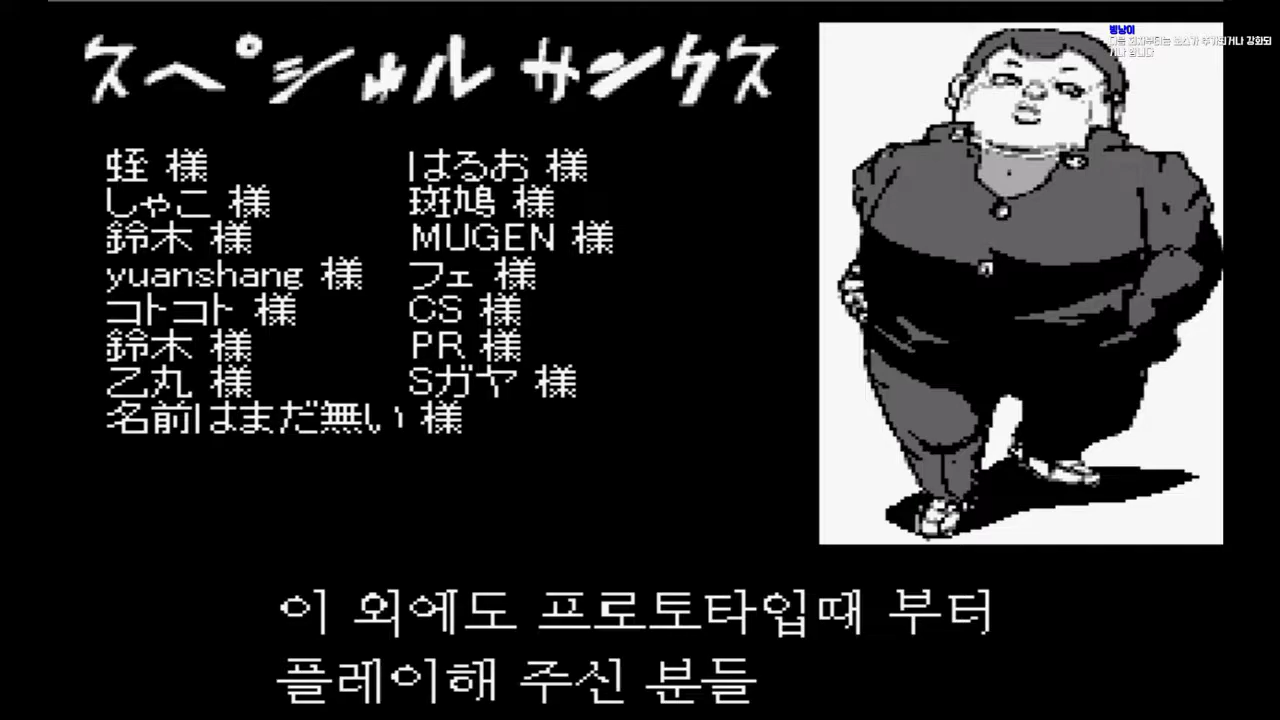 スペシャル サンクス
蛭 様
しゃこ 様
鈴木 様
yuanshang 様
コトコト 様
鈴木 様
乙丸 様
名前はまだ無い 様
はるお 様
斑鳩 様
MUGEN 様
フェ 様
CS 様
PR 様
Sガヤ 様
빙낭이
이 외에도 프로토타입때 부터
플레이해 주신 분들